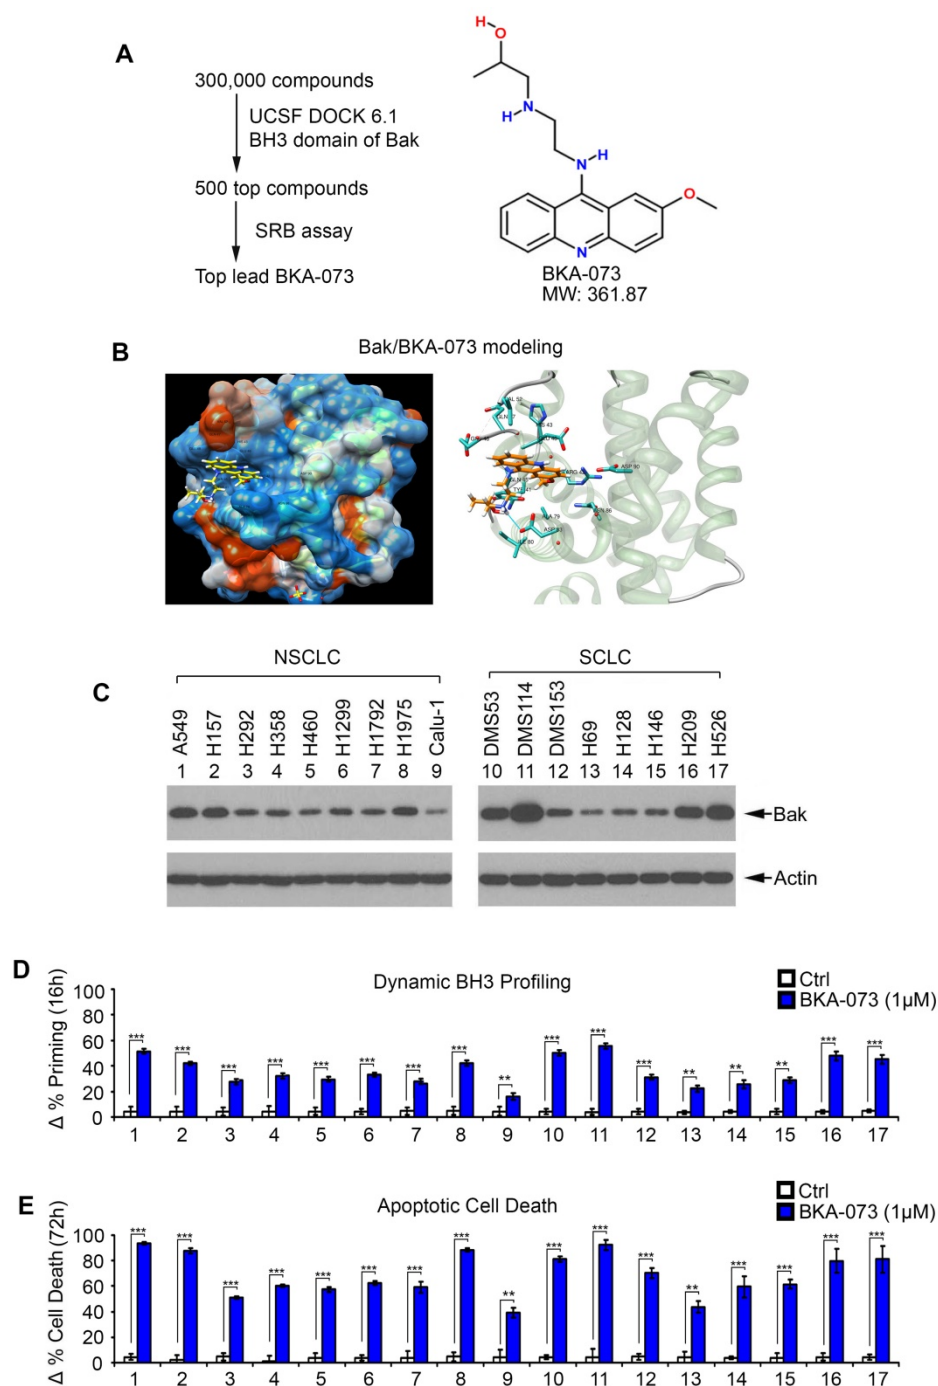 A
300,000 compounds
UCSF DOCK 6.1
BH3 domain of Bak
500 top compounds
SRB assay
Top lead BKA-073
H
O
N
H
N
H
O
N
BKA-073
MW: 361.87
B
Bak/BKA-073 modeling
ASP 90
ALA 79
C
NSCLC
SCLC
A549 H157 H292 H358 H460 H1299 H1792 H1975 Calu-1
DMS53 DMS114 DMS153 H69 H128 H146 H209 H526
1 2 3 4 5 6 7 8 9
10 11 12 13 14 15 16 17
Bak
Actin
D
Dynamic BH3 Profiling
Ctrl
BKA-073 (1μM)
Δ % Priming (16h)
100
80
60
40
20
0
*** *** *** *** *** *** *** *** ** *** *** *** ** ** ** *** ***
1 2 3 4 5 6 7 8 9 10 11 12 13 14 15 16 17
E
Apoptotic Cell Death
Ctrl
BKA-073 (1μM)
Δ % Cell Death (72h)
100
80
60
40
20
0
*** *** *** *** *** *** *** *** ** *** *** *** ** *** *** *** ***
1 2 3 4 5 6 7 8 9 10 11 12 13 14 15 16 17